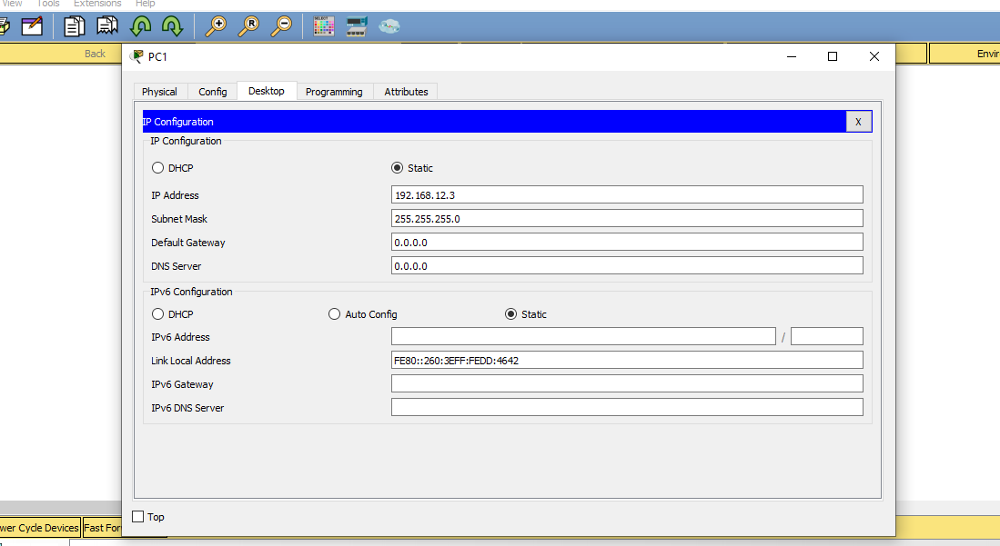 View Tools Extensions Help
Back
PC1
Physical Config Desktop Programming Attributes
IP Configuration X
IP Configuration
DHCP Static
IP Address 192.168.12.3
Subnet Mask 255.255.255.0
Default Gateway 0.0.0.0
DNS Server 0.0.0.0
IPv6 Configuration
DHCP Auto Config Static
IPv6 Address /
Link Local Address FE80::260:3EFF:FEDD:4642
IPv6 Gateway
IPv6 DNS Server
Top
Envir
wer Cycle Devices Fast For